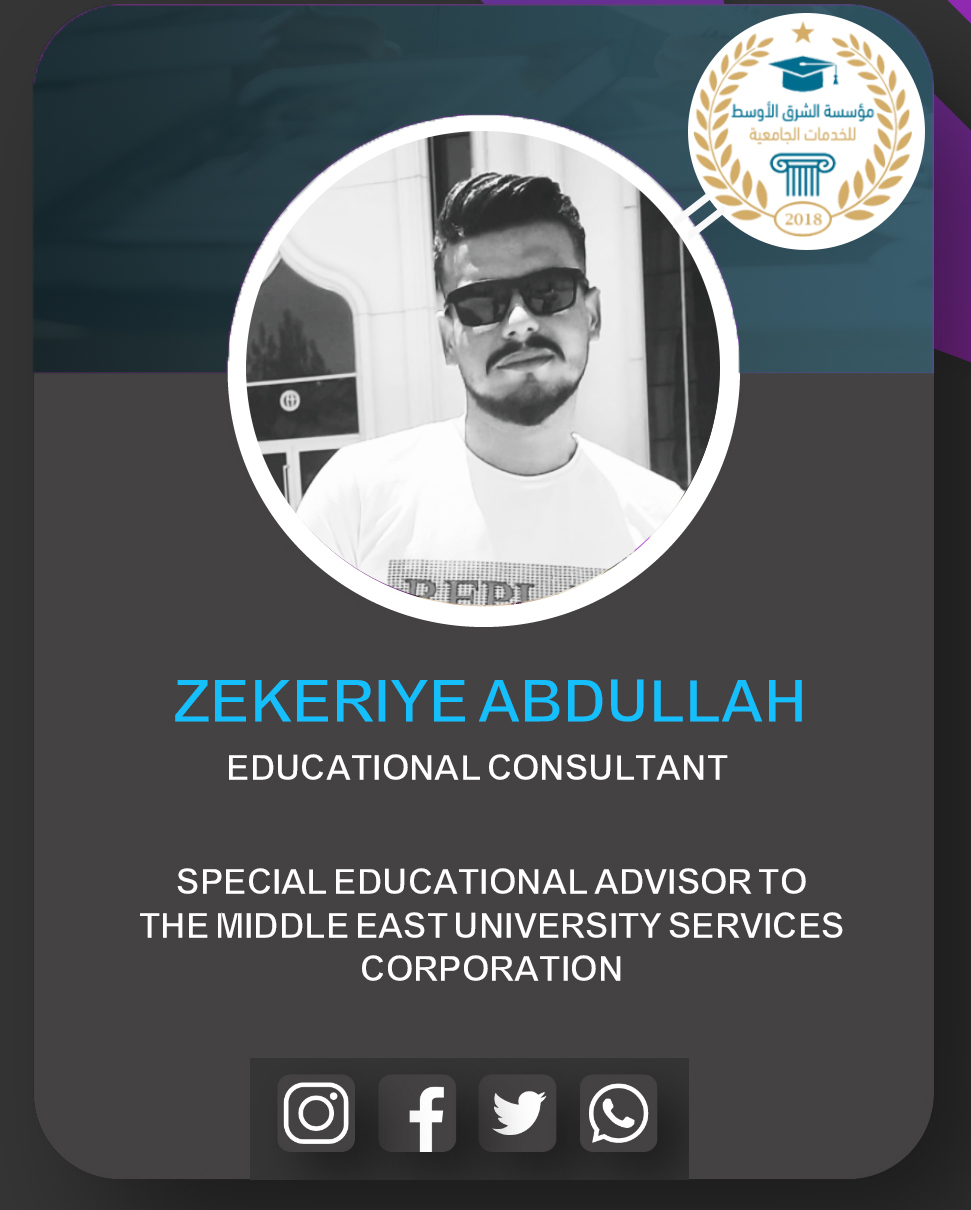 مؤسسة الشرق الأوسط
للخدمات الجامعية
2018
ZEKERIYE ABDULLAH
EDUCATIONAL CONSULTANT
SPECIAL EDUCATIONAL ADVISOR TO
THE MIDDLE EAST UNIVERSITY SERVICES
CORPORATION